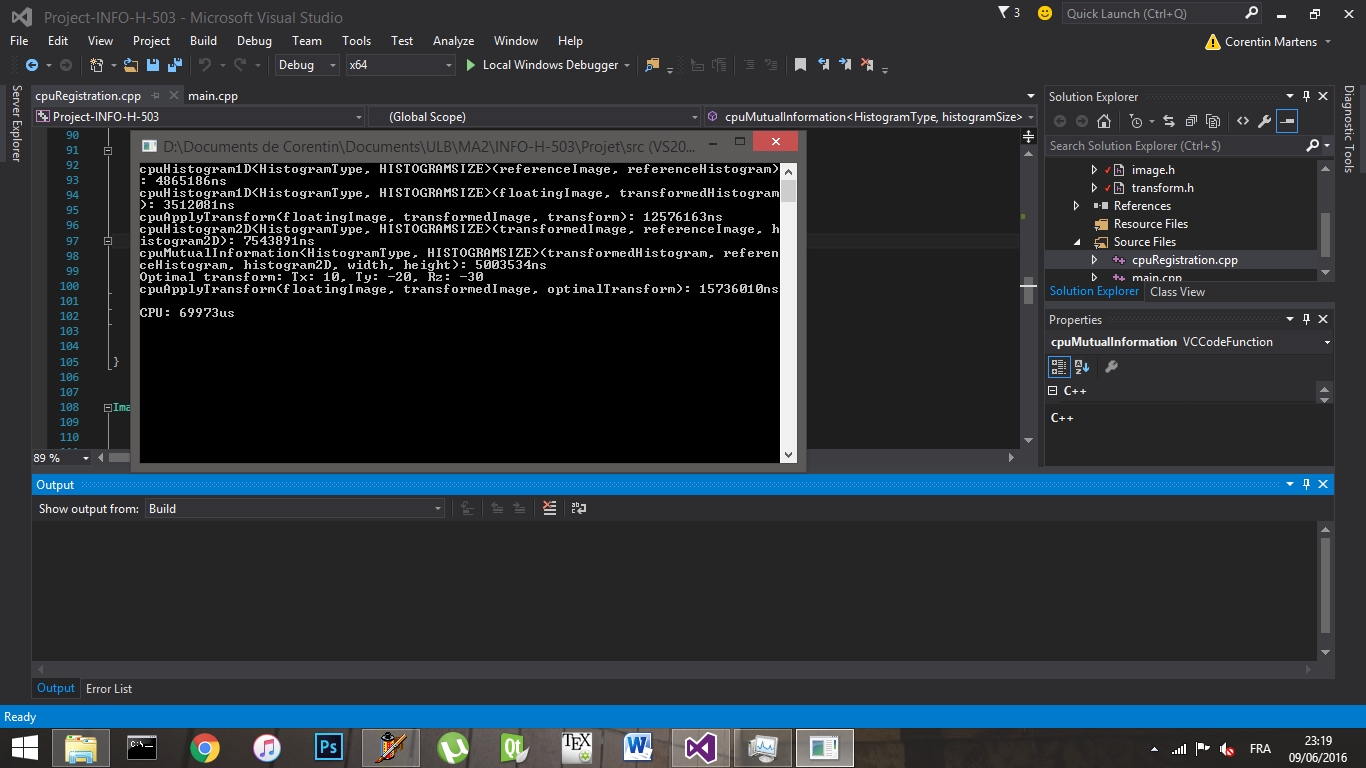 Project-INFO-H-503 - Microsoft Visual Studio
3
Quick Launch (Ctrl+Q)
File Edit View Project Build Debug Team Tools Test Analyze Window Help
Corentin Martens
Debug x64 Local Windows Debugger
Server Explorer
cpuRegistration.cpp main.cpp
Project-INFO-H-503 (Global Scope) cpuMutualInformation<HistogramType, histogramSize>
90
91
92
93
94
95
96
97
98
99
100
101
102
103
104
105 }
106
107
108 Ima
109
110
89 %
D:\Documents de Corentin\Documents\ULB\MA2\INFO-H-503\Projet\src (VS20...
cpuHistogram1D<HistogramType, HISTOGRAMSIZE>(referenceImage, referenceHistogram)
: 4865186ns
cpuHistogram1D<HistogramType, HISTOGRAMSIZE>(floatingImage, transformedHistogram
): 3512081ns
cpuApplyTransform(floatingImage, transformedImage, transform): 12576163ns
cpuHistogram2D<HistogramType, HISTOGRAMSIZE>(transformedImage, referenceImage, h
istogram2D): 7543891ns
cpuMutualInformation<HistogramType, HISTOGRAMSIZE>(transformedHistogram, referen
ceHistogram, histogram2D, width, height): 5003534ns
Optimal transform: Tx: 10, Ty: -20, Rz: -30
cpuApplyTransform(floatingImage, transformedImage, optimalTransform): 15736010ns
CPU: 69973us
Solution Explorer
Search Solution Explorer (Ctrl+$)
image.h
transform.h
References
Resource Files
Source Files
cpuRegistration.cpp
main.cpp
Solution Explorer Class View
Properties
cpuMutualInformation VCCodeFunction
C++
C++
Diagnostic Tools
Output
Show output from: Build
Output Error List
Ready
C:\_
Ps
Qt
TEX
W
FRA
23:19
09/06/2016